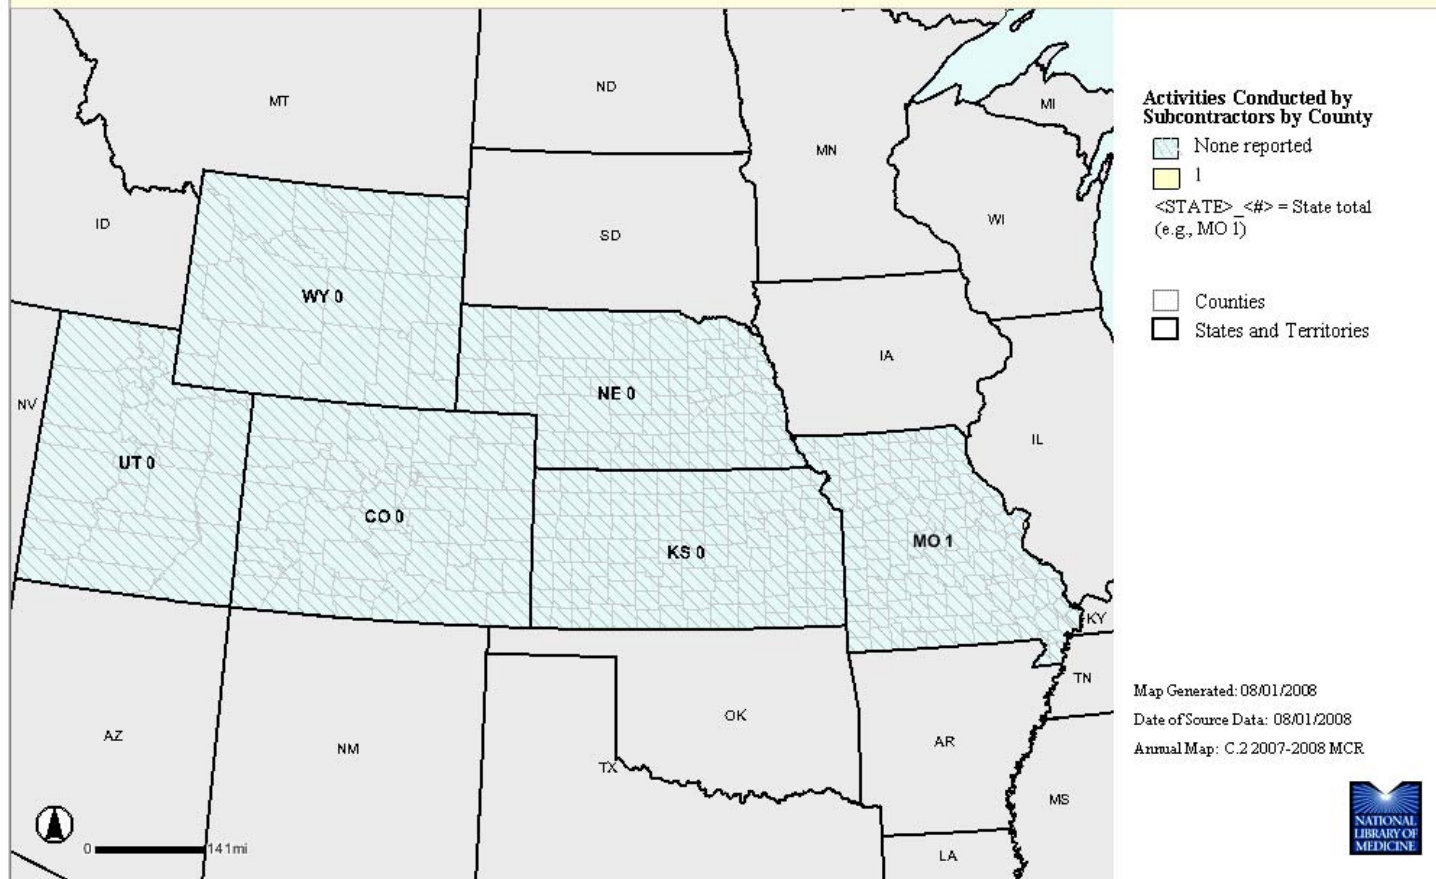 MT
ND
MN
MI
ID
SD
WI
WY 0
IA
NE 0
NV
IL
UT 0
CO 0
KS 0
MO 1
KY
TN
AZ
NM
OK
AR
TX
MS
LA
0 141mi
Activities Conducted by
Subcontractors by County
None reported
1
<STATE>_<#> = State total
(e.g., MO 1)
Counties
States and Territories
Map Generated: 08/01/2008
Date of Source Data: 08/01/2008
Annual Map: C.2 2007-2008 MCR
NATIONAL
LIBRARY OF
MEDICINE